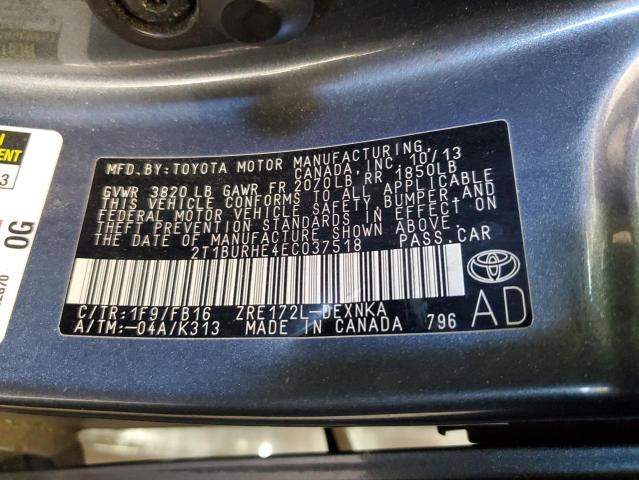 MFD.BY:TOYOTA MOTOR MANUFACTURING,
CANADA, INC. 10/13
GVWR 3820 LB GAWR FR 2070LB RR 1850LB
THIS VEHICLE CONFORMS TO ALL APPLICABLE
FEDERAL MOTOR VEHICLE SAFETY, BUMPER, AND
THEFT PREVENTION STANDARDS IN EFFECT ON
THE DATE OF MANUFACTURE SHOWN ABOVE.
2T1BURHE4EC037518 PASS.CAR
C/TR:1F9/FB16 ZRE172L-DEXNKA
A/TM:-04A/K313 MADE IN CANADA 796
AD
ENT
3
OG